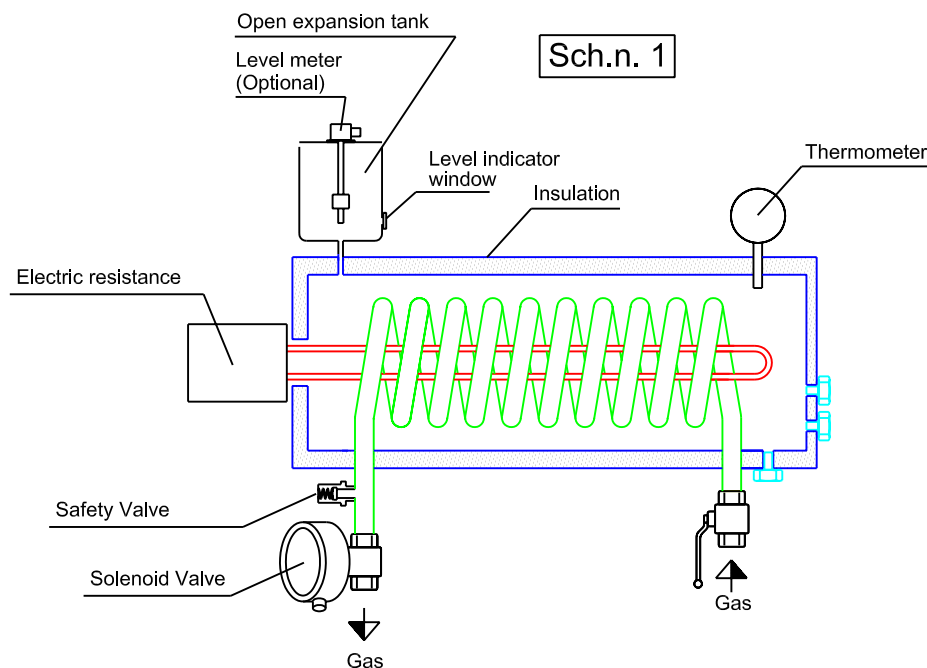 Open expansion tank
Sch.n. 1
Level meter
(Optional)
Level indicator
window
Thermometer
Insulation
Electric resistance
Safety Valve
Solenoid Valve
Gas
Gas